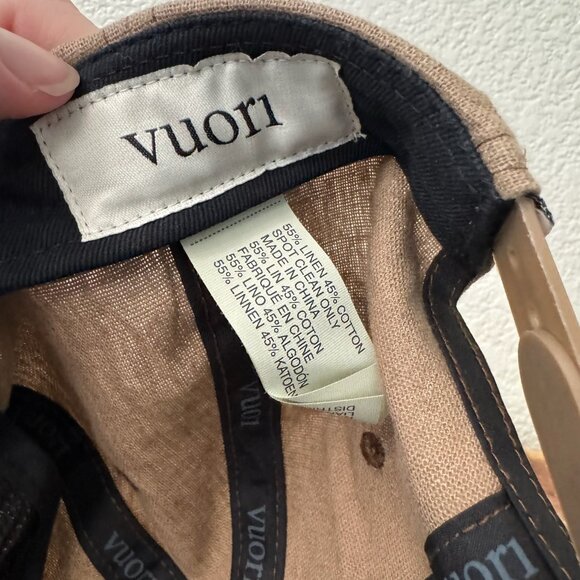 vuori
55% LINEN 45% COTTON
SPOT CLEAN ONLY
MADE IN CHINA
FABRIQUÉ EN CHINE
55% LIN 45% COTON
55% LINO 45% ALGODÓN
55% LINNEN 45% KATOEN
vuori
vuori
vuori
vuori